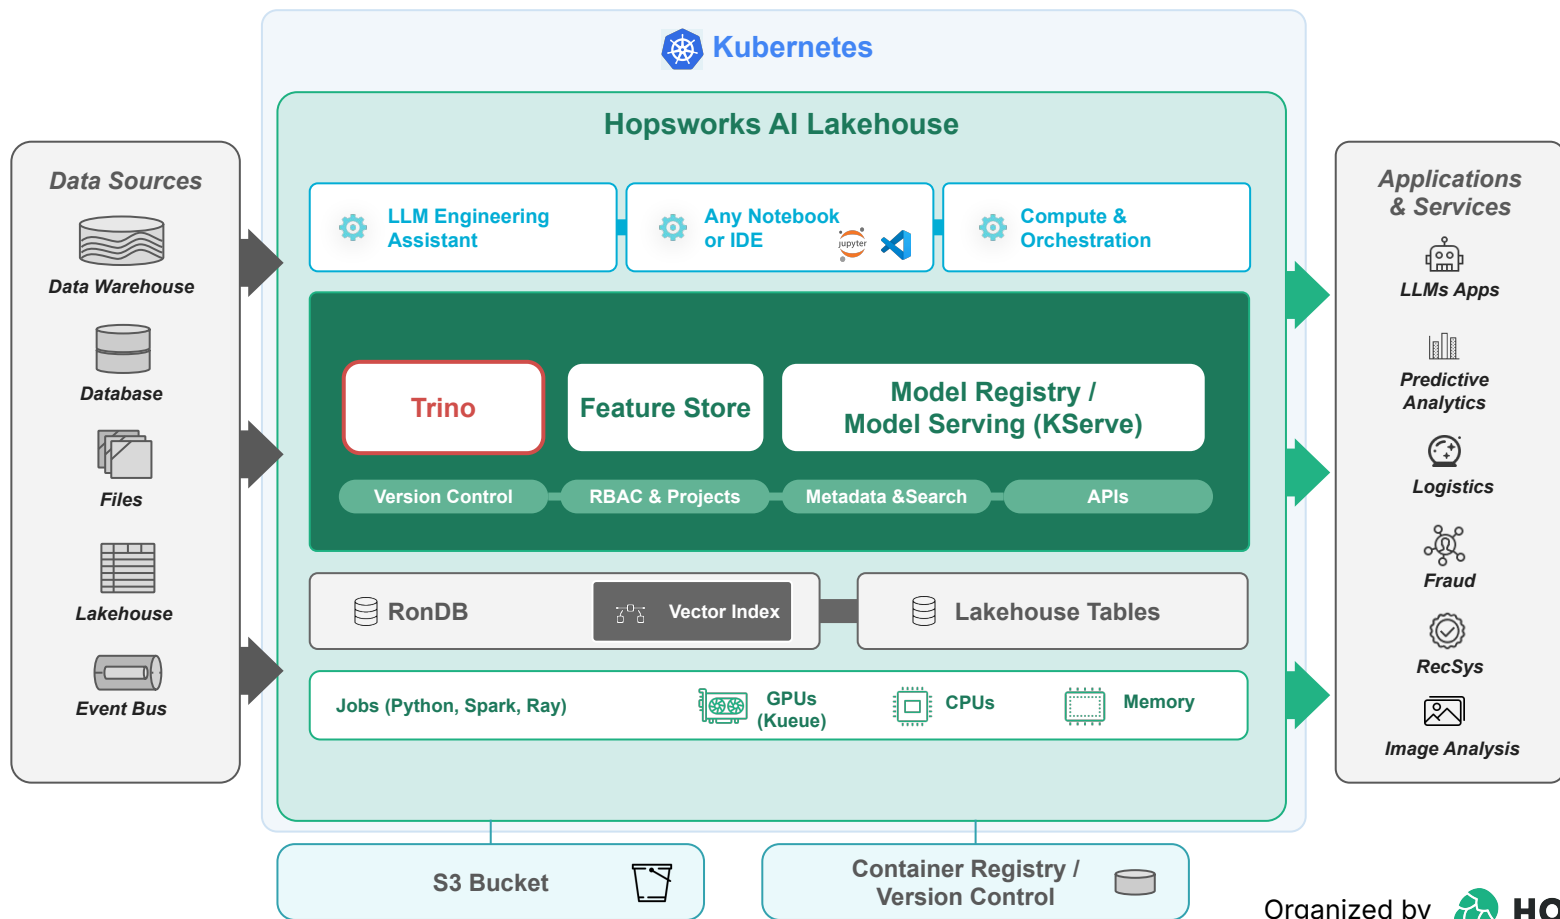 Kubernetes
Hopsworks AI Lakehouse
Data Sources
Data Warehouse
Database
Files
Lakehouse
Event Bus
LLM Engineering
Assistant
Any Notebook
or IDE
jupyter
Compute &
Orchestration
Trino
Feature Store
Model Registry /
Model Serving (KServe)
Version Control
RBAC & Projects
Metadata &Search
APIs
RonDB
Vector Index
Lakehouse Tables
Jobs (Python, Spark, Ray)
GPUs
(Kueue)
CPUs
Memory
Applications
& Services
LLMs Apps
Predictive
Analytics
Logistics
Fraud
RecSys
Image Analysis
S3 Bucket
Container Registry /
Version Control
Organized by